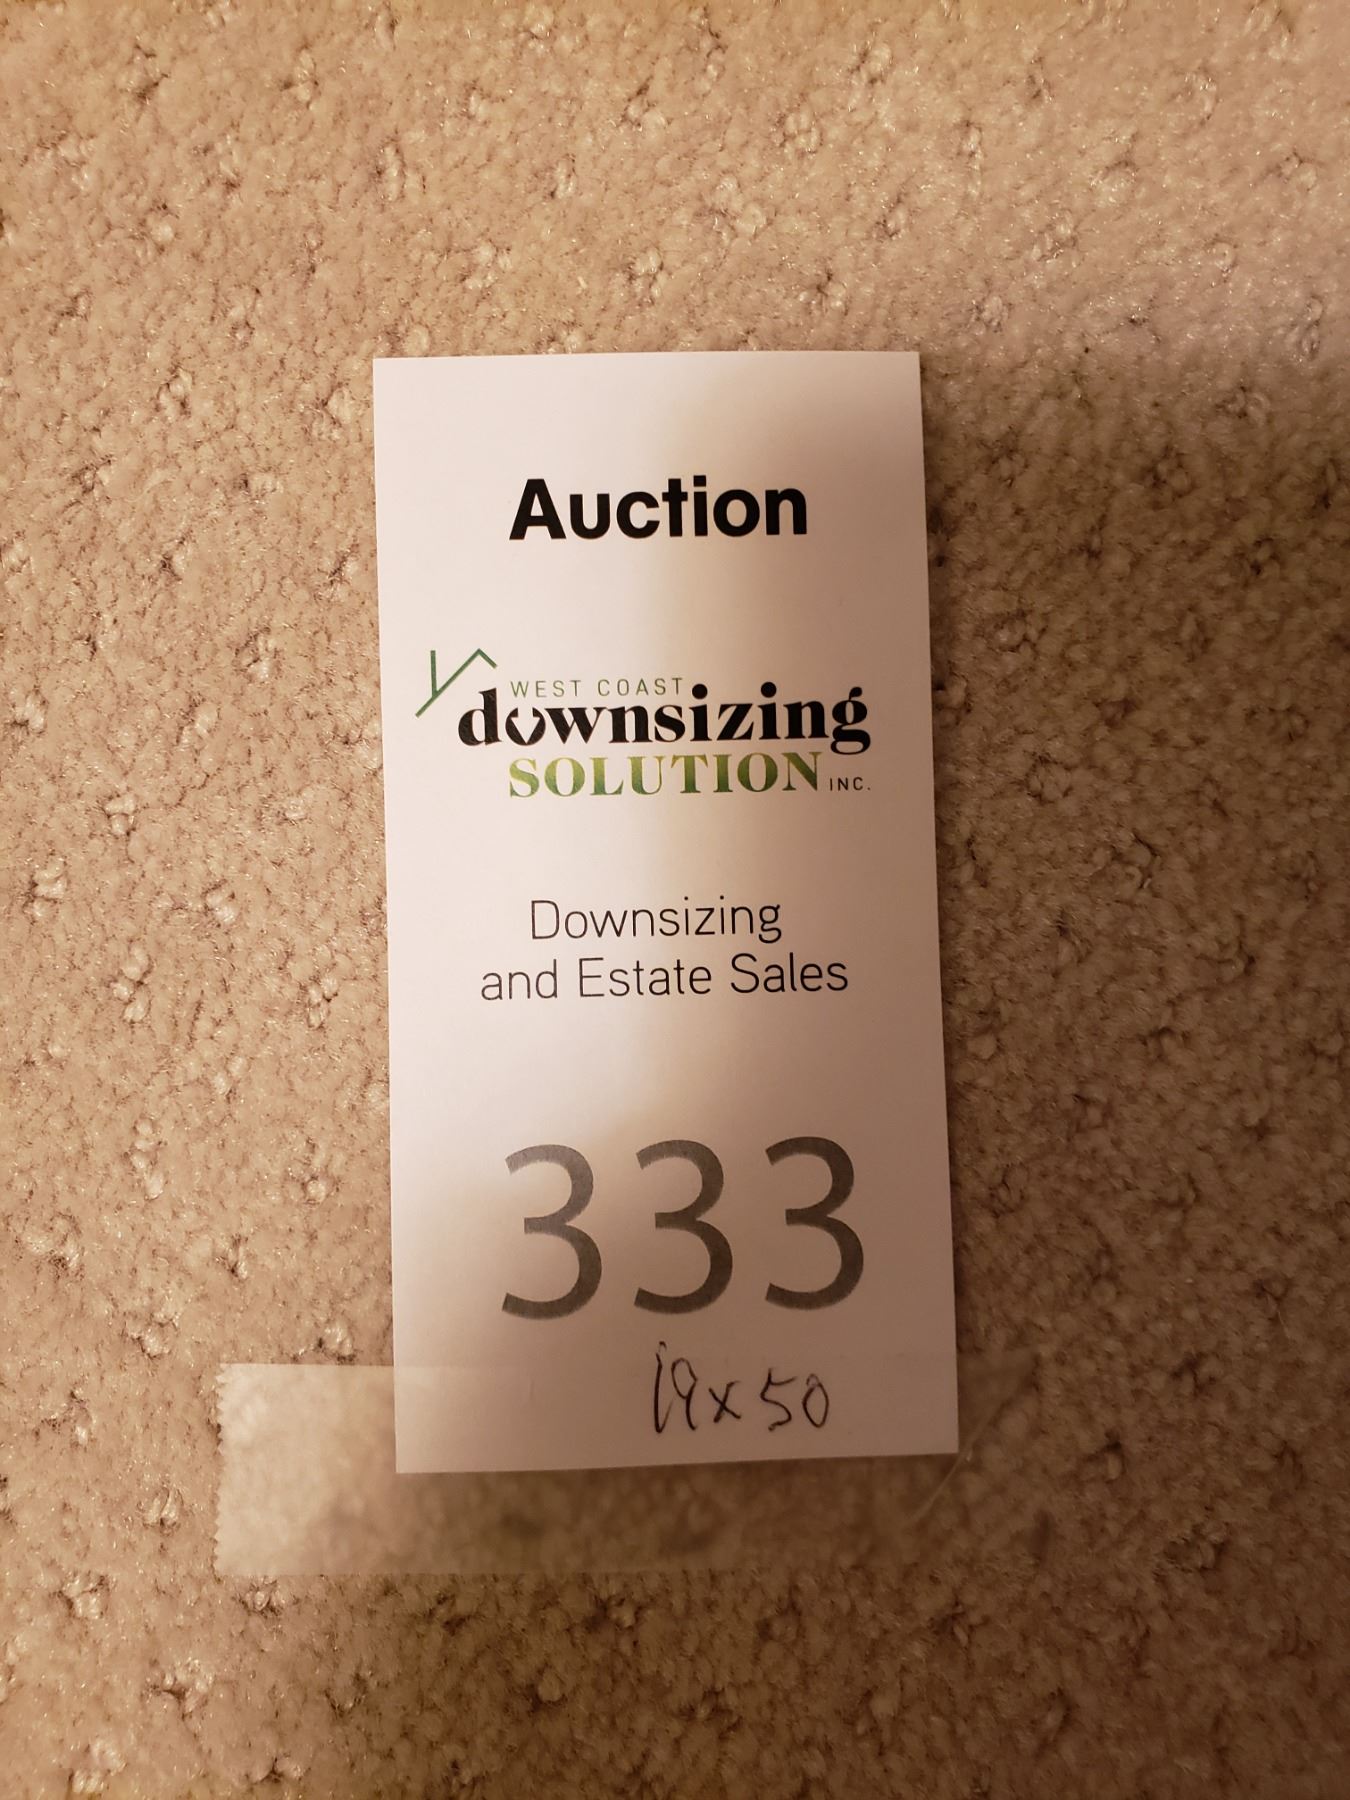 Auction
WEST COAST
downsizing
SOLUTION INC.
Downsizing
and Estate Sales
333
19x50